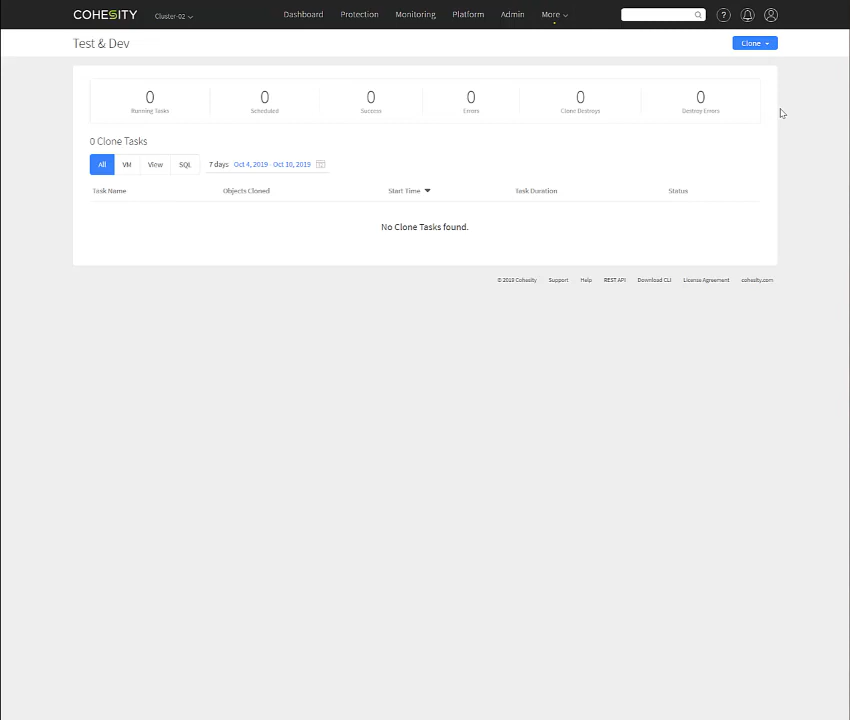 COHESITY Cluster-02 Dashboard Protection Monitoring Platform Admin More
Test & Dev Clone
0 0 0 0 0 0
Running Tasks Scheduled Success Errors Clone Destroys Destroy Errors
0 Clone Tasks
All VM View SQL 7 days Oct 4, 2019 - Oct 10, 2019
Task Name Objects Cloned Start Time Task Duration Status
No Clone Tasks found.
© 2019 Cohesity Support Help REST API Download CLI License Agreement cohesity.com